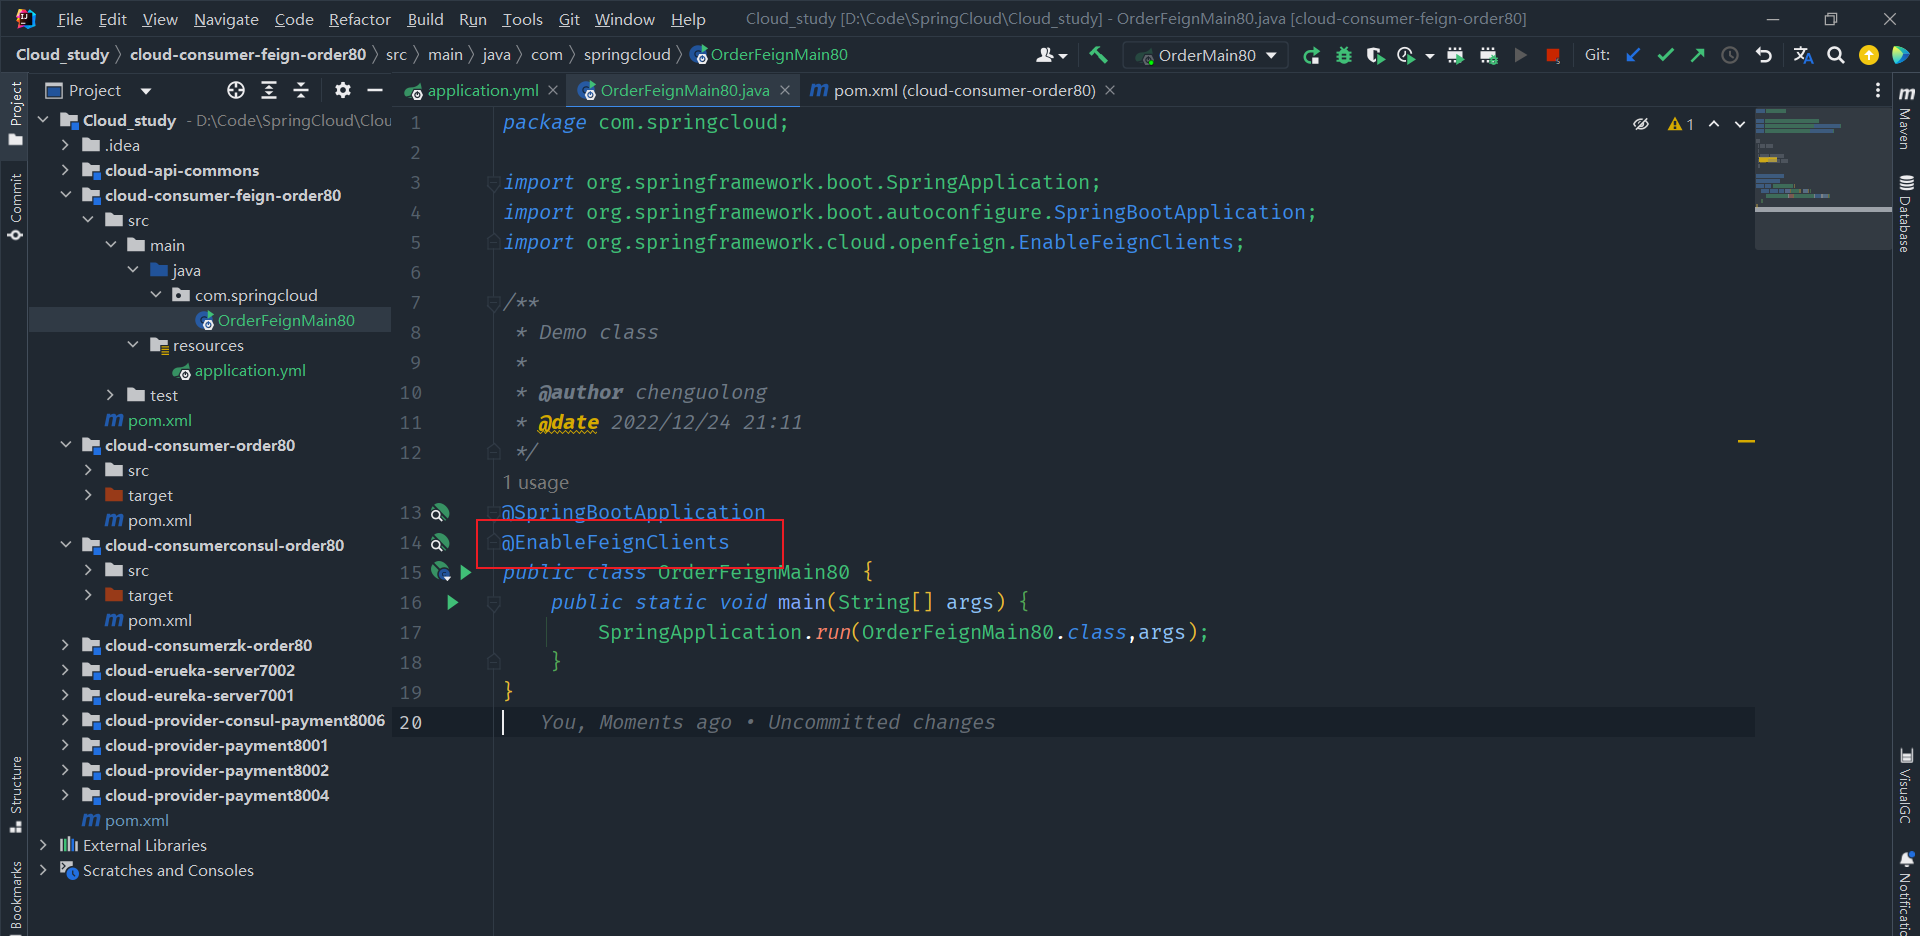 File Edit View Navigate Code Refactor Build Run Tools Git Window Help Cloud_study [D:\Code\SpringCloud\Cloud_study] - OrderFeignMain80.java [cloud-consumer-feign-order80]
Cloud_study cloud-consumer-feign-order80 src main java com springcloud OrderFeignMain80 OrderMain80 Git:
Project application.yml OrderFeignMain80.java pom.xml (cloud-consumer-order80)
Project
Commit
Structure
Bookmarks
Cloud_study - D:\Code\SpringCloud\Clou
.idea
cloud-api-commons
cloud-consumer-feign-order80
src
main
java
com.springcloud
OrderFeignMain80
resources
application.yml
test
pom.xml
cloud-consumer-order80
src
target
pom.xml
cloud-consumerconsul-order80
src
target
pom.xml
cloud-consumerzk-order80
cloud-erueka-server7002
cloud-eureka-server7001
cloud-provider-consul-payment8006
cloud-provider-payment8001
cloud-provider-payment8002
cloud-provider-payment8004
pom.xml
External Libraries
Scratches and Consoles
1 package com.springcloud;
2
3 import org.springframework.boot.SpringApplication;
4 import org.springframework.boot.autoconfigure.SpringBootApplication;
5 import org.springframework.cloud.openfeign.EnableFeignClients;
6
7 /**
8 * Demo class
9 *
10 * @author chenguolong
11 * @date 2022/12/24 21:11
12 */
1 usage
13 @SpringBootApplication
14 @EnableFeignClients
15 public class OrderFeignMain80 {
16 public static void main(String[] args) {
17 SpringApplication.run(OrderFeignMain80.class,args);
18 }
19 }
20 You, Moments ago • Uncommitted changes
1
Maven
Database
VisualGC
Notificatio